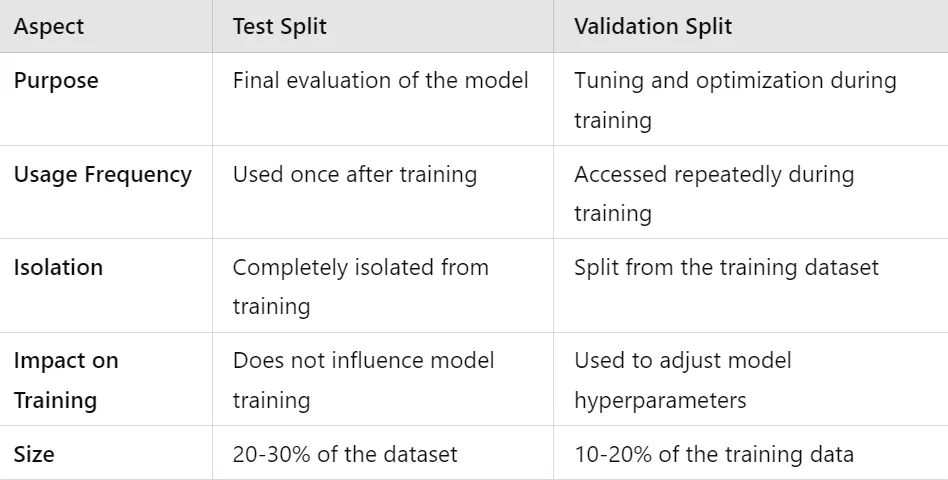 Aspect Test Split Validation Split
Purpose Final evaluation of the model Tuning and optimization during
training
Usage Frequency Used once after training Accessed repeatedly during
training
Isolation Completely isolated from Split from the training dataset
training
Impact on Does not influence model Used to adjust model
Training training hyperparameters
Size 20-30% of the dataset 10-20% of the training data